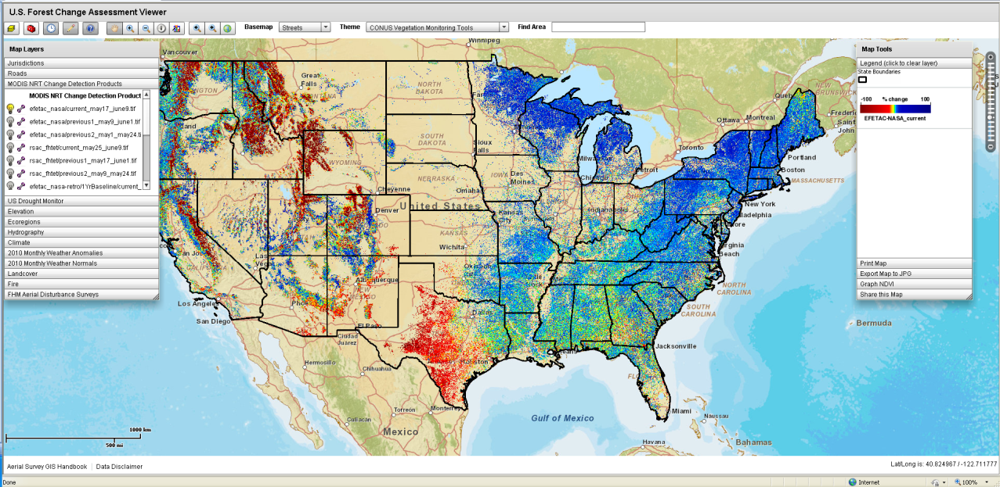 U.S. Forest Change Assessment Viewer
Basemap Streets Theme CONUS Vegetation Monitoring Tools Find Area
Map Layers
Jurisdictions
Roads
MODIS NRT Change Detection Products
MODIS NRT Change Detection Product
efetac_nasa/current_may17_june9.tif
efetac_nasa/previous1_may9_june1.tif
efetac_nasa/previous2_may1_may24.ti
rsac_fhtet/current_may25_june9.tif
rsac_fhtet/previous1_may17_june1.tif
rsac_fhtet/previous2_may9_may24.tif
efetac_nasa-retro/1YrBaseline/current_
US Drought Monitor
Elevation
Ecoregions
Hydrography
Climate
2010 Monthly Weather Anomalies
2010 Monthly Weather Normals
Landcover
Fire
FHM Aerial Disturbance Surveys
Map Tools
Legend (click to clear layer)
State Boundaries
-100 % change 100
EFETAC-NASA_current
Print Map
Export Map to JPG
Graph NDVI
Share this Map
Winnipeg
Vancouver
Great
Falls
NORTH
DAKOTA
SOUTH
DAKOTA
Sioux
Falls
WYOMING
NEBRASKA
IOWA
Des
Moines
Omaha
Cheyenne
Denver
United States
KANSAS
Wichita
Chicago
Indianapolis
Detroit
Toronto
Ottawa
Montreal
NEW
BRUNSWICK
Saint
John
Portland
Boston
MASSACHUSETTS
New York
Virginia
Beach
NORTH
CAROLINA
SOUTH
CAROLINA
Bermuda
Jacksonville
Miami
Nassau
Bahamas
Havana
Gulf of Mexico
Dallas
Houston
Albuquerque
El Paso
Ciudad
Juárez
Chihuahua
Hermosillo
Torreón
Monterrey
Culiacán
Mexico
Los Angeles
San Diego
1000 km
500 mi
Aerial Survey GIS Handbook Data Disclaimer
Lat/Long is: 40.824967 / -122.711777
Done
Internet
100%